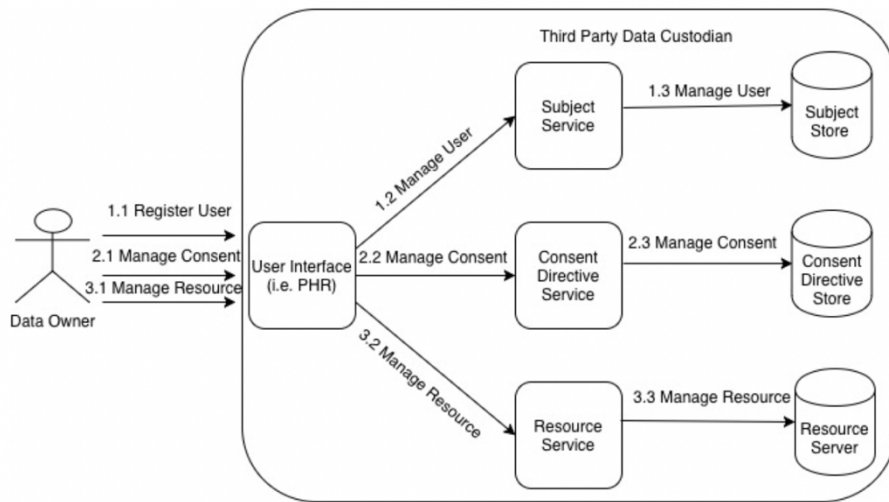 Third Party Data Custodian
1.1 Register User
2.1 Manage Consent
3.1 Manage Resource
Data Owner
User Interface
(i.e. PHR)
1.2 Manage User
Subject
Service
1.3 Manage User
Subject
Store
2.2 Manage Consent
Consent
Directive
Service
2.3 Manage Consent
Consent
Directive
Store
3.2 Manage Resource
Resource
Service
3.3 Manage Resource
Resource
Server